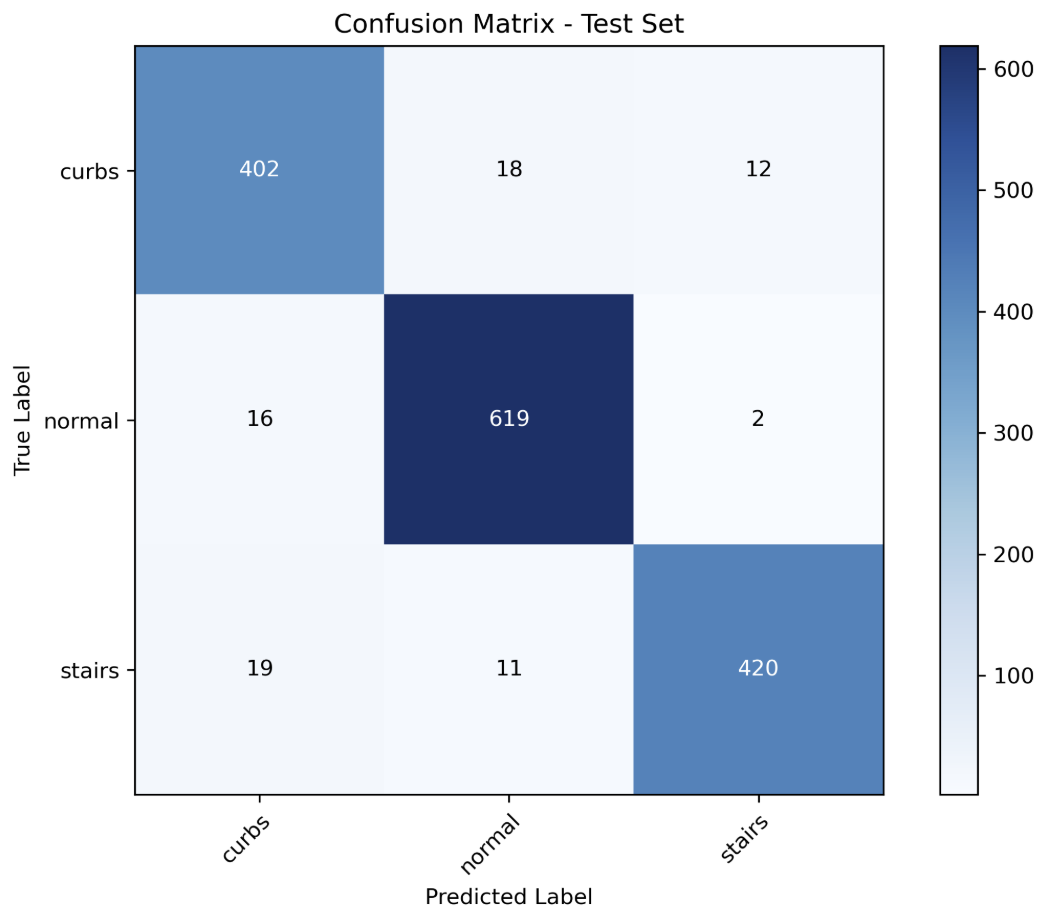 Confusion Matrix - Test Set
True Label
curbs
402
18
12
normal
16
619
2
stairs
19
11
420
curbs
normal
stairs
Predicted Label
600
500
400
300
200
100